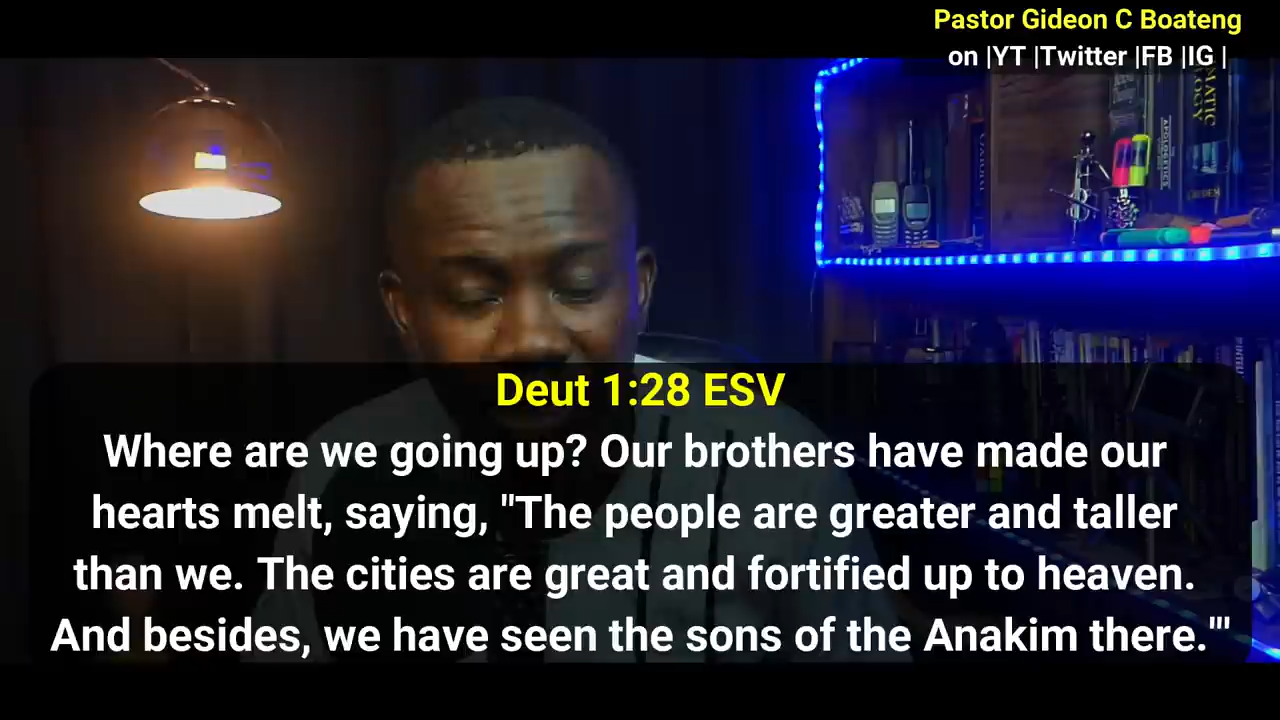 Pastor Gideon C Boateng
on |YT |Twitter |FB |IG |
MATIC
APOLOGETICS
Deut 1:28 ESV
Where are we going up? Our brothers have made our
hearts melt, saying, "The people are greater and taller
than we. The cities are great and fortified up to heaven.
And besides, we have seen the sons of the Anakim there."'